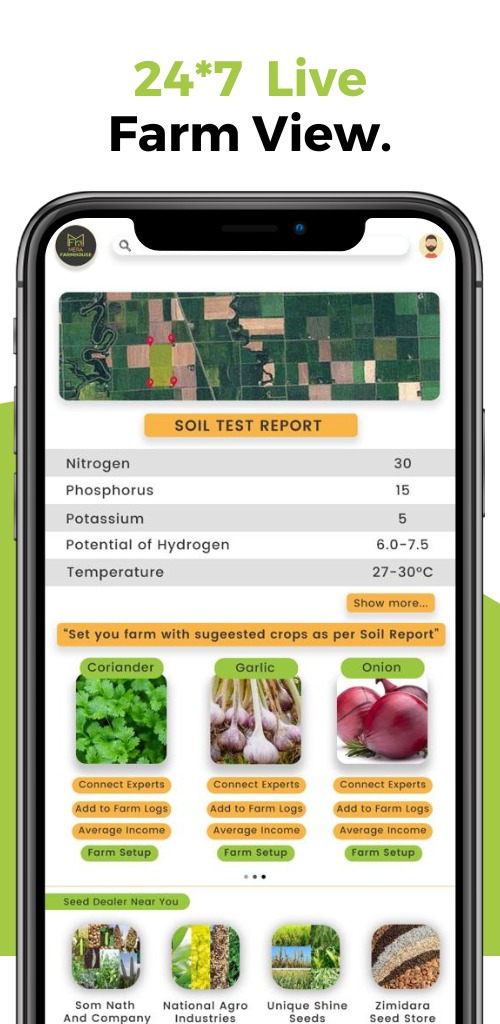 24*7 Live
Farm View.
MERA
FARMHOUSE
SOIL TEST REPORT
Nitrogen 30
Phosphorus 15
Potassium 5
Potential of Hydrogen 6.0-7.5
Temperature 27-30°C
Show more...
"Set you farm with sugeested crops as per Soil Report"
Coriander Garlic Onion
Connect Experts Connect Experts Connect Experts
Add to Farm Logs Add to Farm Logs Add to Farm Logs
Average Income Average Income Average Income
Farm Setup Farm Setup Farm Setup
Seed Dealer Near You
Som Nath National Agro Unique Shine Zimidara
And Company Industries Seeds Seed Store